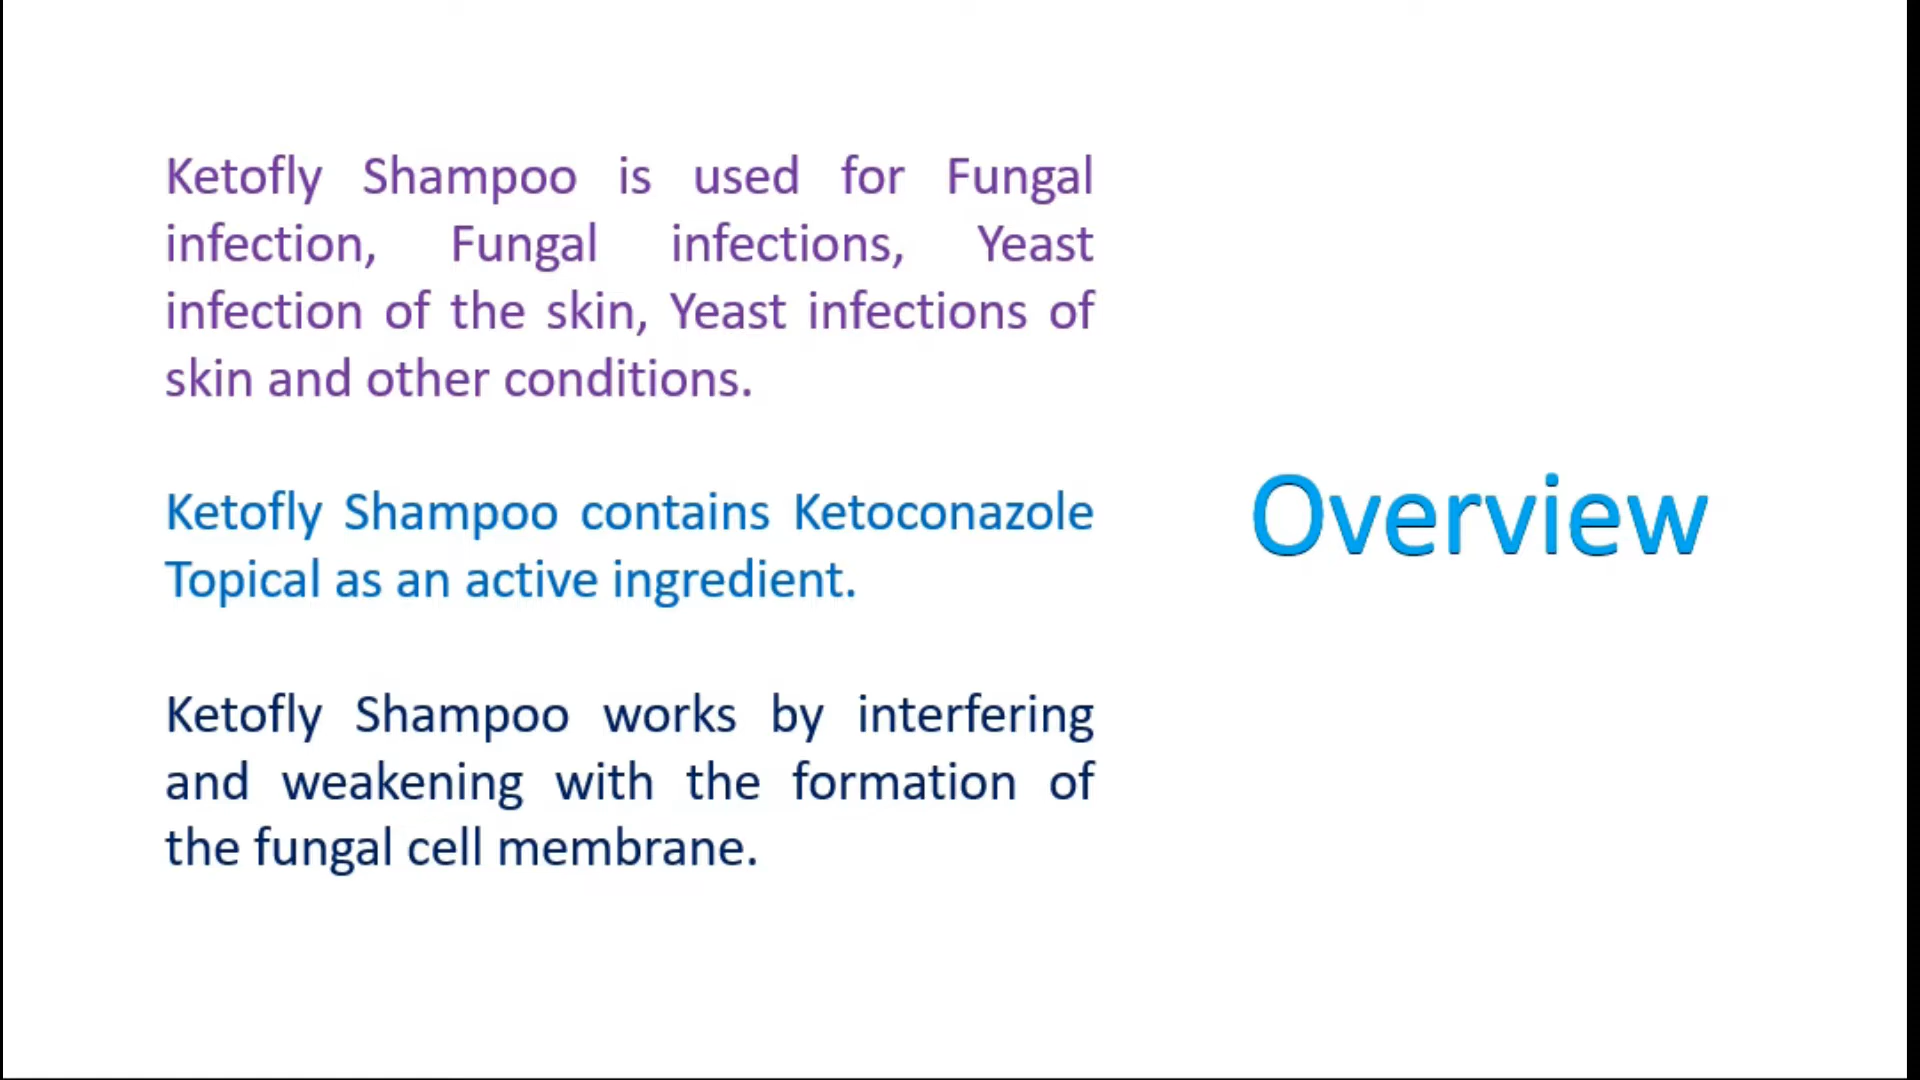 Ketofly Shampoo is used for Fungal
infection, Fungal infections, Yeast
infection of the skin, Yeast infections of
skin and other conditions.
Ketofly Shampoo contains Ketoconazole
Topical as an active ingredient.
Ketofly Shampoo works by interfering
and weakening with the formation of
the fungal cell membrane.
Overview